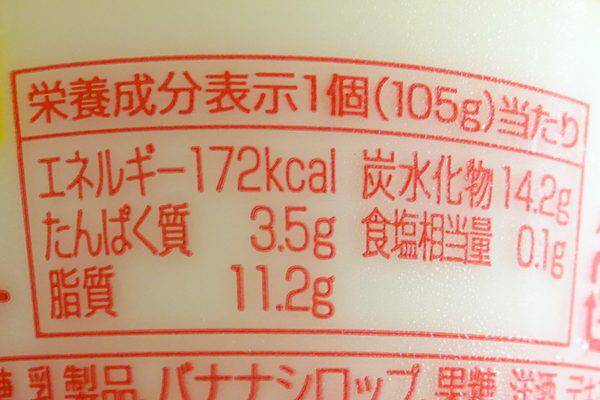 栄養成分表示1個(105g)当たり
エネルギー172kcal 炭水化物14.2g
たんぱく質 3.5g 食塩相当量 0.1g
脂質 11.2g
糖,乳製品,バナナシロップ,果糖,洋酒,